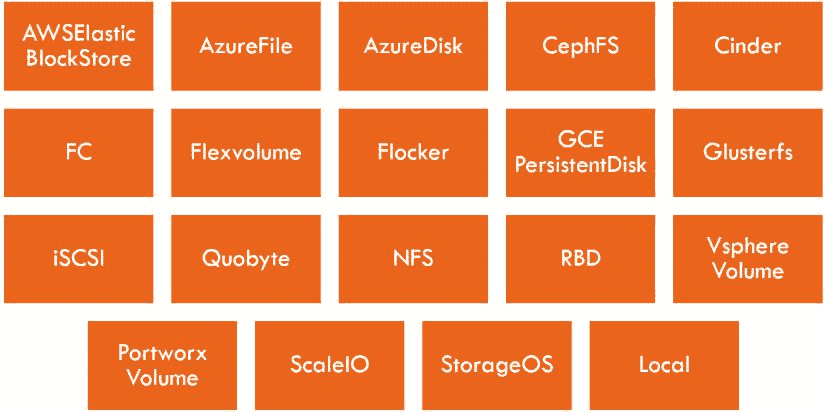 AWSElastic
BlockStore
AzureFile
AzureDisk
CephFS
Cinder
FC
Flexvolume
Flocker
GCE
PersistentDisk
Glusterfs
iSCSI
Quobyte
NFS
RBD
Vsphere
Volume
Portworx
Volume
ScaleIO
StorageOS
Local